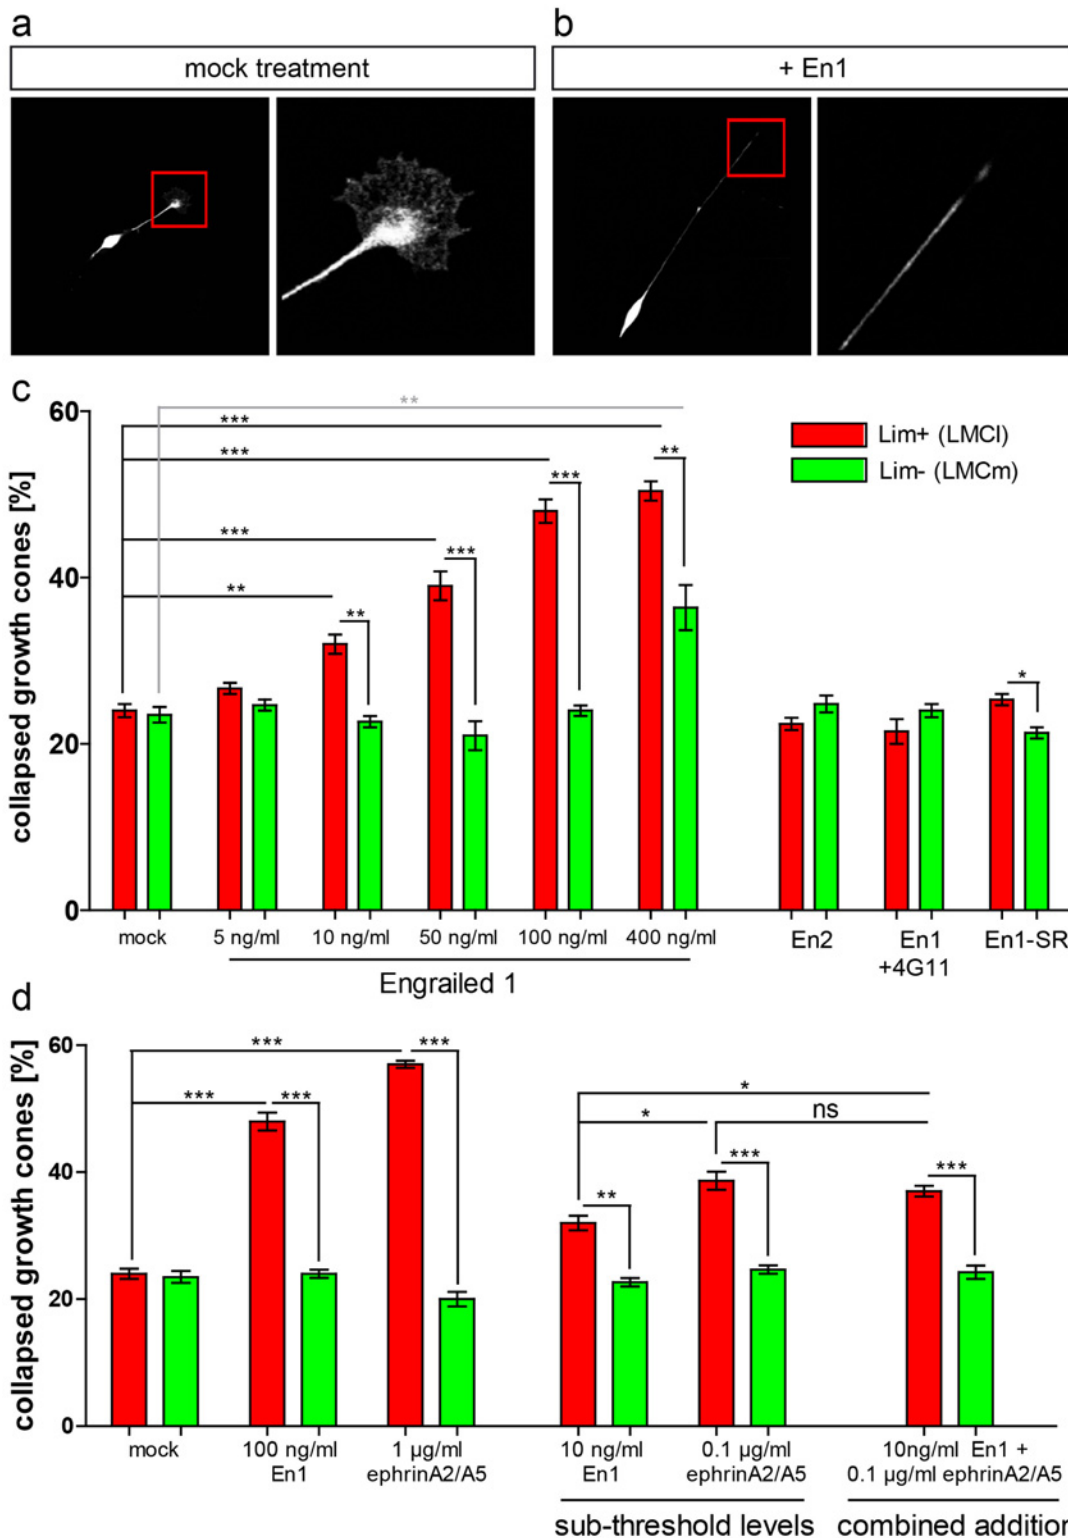 a
b
mock treatment
+ En1
c
collapsed growth cones [%]
60
40
20
0
**
***
***
***
**
**
***
***
**
*
Lim+ (LMCl)
Lim- (LMCm)
mock
5 ng/ml
10 ng/ml
50 ng/ml
100 ng/ml
400 ng/ml
Engrailed 1
En2
En1
+4G11
En1-SR
d
collapsed growth cones [%]
60
40
20
0
***
***
***
***
*
*
ns
**
***
***
mock
100 ng/ml
En1
1 µg/ml
ephrinA2/A5
10 ng/ml
En1
0.1 µg/ml
ephrinA2/A5
10ng/ml En1 +
0.1 µg/ml ephrinA2/A5
sub-threshold levels
combined addition